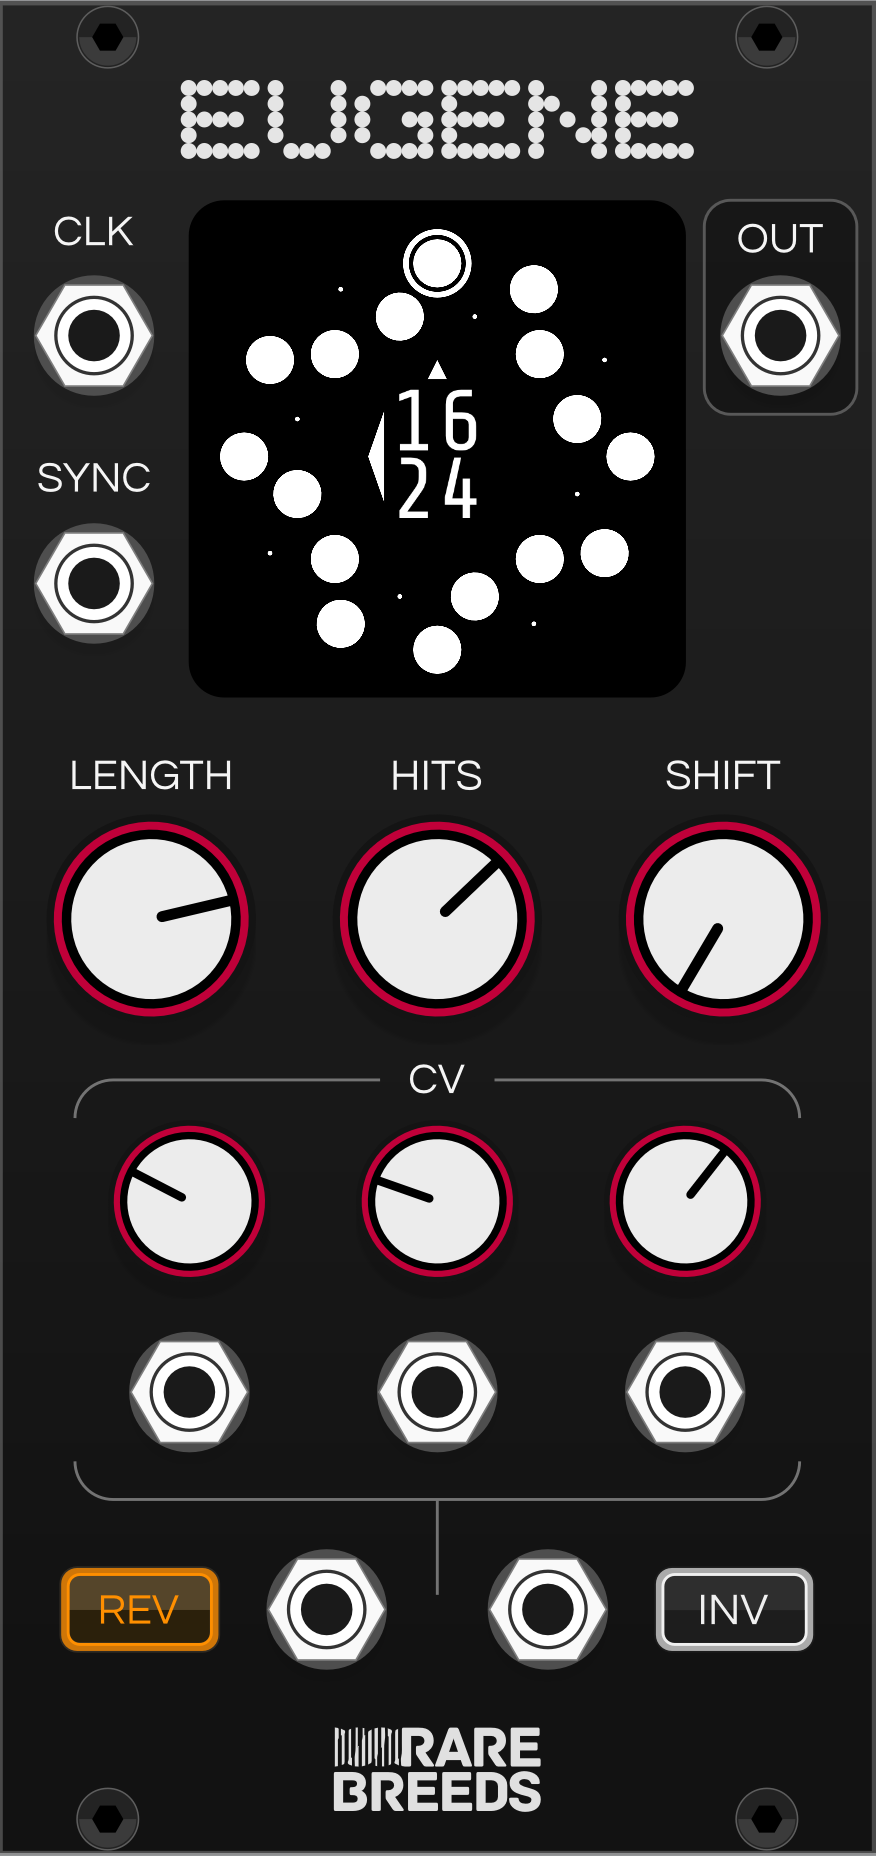 EUGENE
CLK
OUT
16
24
SYNC
LENGTH HITS SHIFT
CV
REV INV
RARE
BREEDS